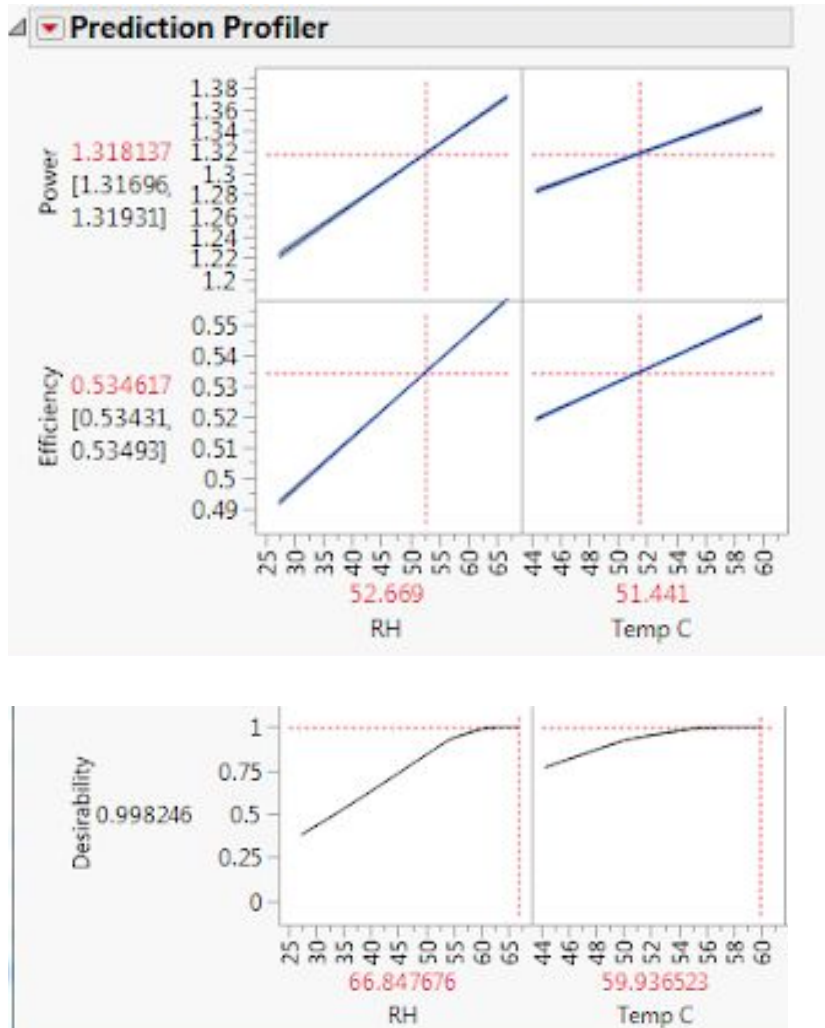 Prediction Profiler
Power
1.318137
[1.31696,
1.31931]
1.38
1.36
1.34
1.32
1.3
1.28
1.26
1.24
1.22
1.2
Efficiency
0.534617
[0.53431,
0.53493]
0.55
0.54
0.53
0.52
0.51
0.5
0.49
25 30 35 40 45 50 55 60 65
44 46 48 50 52 54 56 58 60
52.669
51.441
RH
Temp C
Desirability
0.998246
1
0.75
0.5
0.25
0
25 30 35 40 45 50 55 60 65
44 46 48 50 52 54 56 58 60
66.847676
59.936523
RH
Temp C